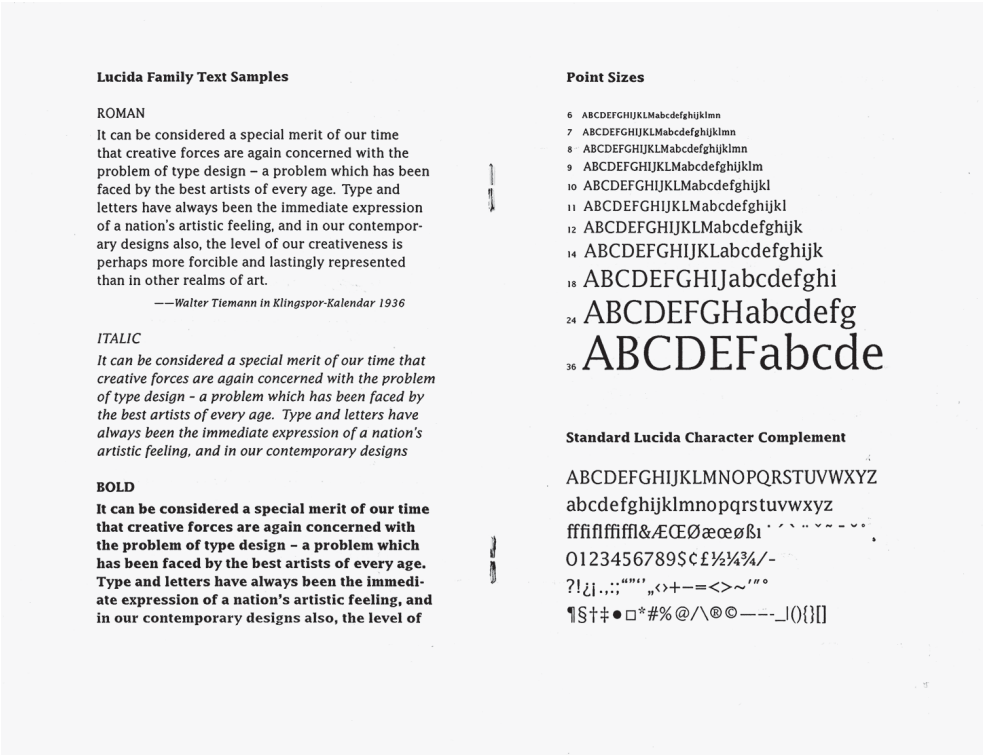 Lucida Family Text Samples
ROMAN
It can be considered a special merit of our time
that creative forces are again concerned with the
problem of type design – a problem which has been
faced by the best artists of every age. Type and
letters have always been the immediate expression
of a nation's artistic feeling, and in our contempor-
ary designs also, the level of our creativeness is
perhaps more forcible and lastingly represented
than in other realms of art.
——Walter Tiemann in Klingspor-Kalendar 1936
ITALIC
It can be considered a special merit of our time that
creative forces are again concerned with the problem
of type design - a problem which has been faced by
the best artists of every age. Type and letters have
always been the immediate expression of a nation's
artistic feeling, and in our contemporary designs
BOLD
It can be considered a special merit of our time
that creative forces are again concerned with
the problem of type design – a problem which
has been faced by the best artists of every age.
Type and letters have always been the immedi-
ate expression of a nation's artistic feeling, and
in our contemporary designs also, the level of
Point Sizes
6 ABCDEFGHIJKLMabcdefghijklmn
7 ABCDEFGHIJKLMabcdefghijklmn
8 ABCDEFGHIJKLMabcdefghijklmn
9 ABCDEFGHIJKLMabcdefghijklm
10 ABCDEFGHIJKLMabcdefghijkl
11 ABCDEFGHIJKLMabcdefghijkl
12 ABCDEFGHIJKLMabcdefghijk
14 ABCDEFGHIJKLabcdefghijk
18 ABCDEFGHIJabcdefghi
24 ABCDEFGHabcdefg
36 ABCDEFabcde
Standard Lucida Character Complement
ABCDEFGHIJKLMNOPQRSTUVWXYZ
abcdefghijklmnopqrstuvwxyz
fffiflffiffl&ÆŒØæœøßı ˙ ´ ` ¨ ˇ ˜ ¯ ˘ ° ¸
0123456789$¢£½¼¾/-
?!¿¡.,:;“”‘’„‹›+−=<>~′″°
¶§†‡●□*#%@/\®©—–-_|(){}[]